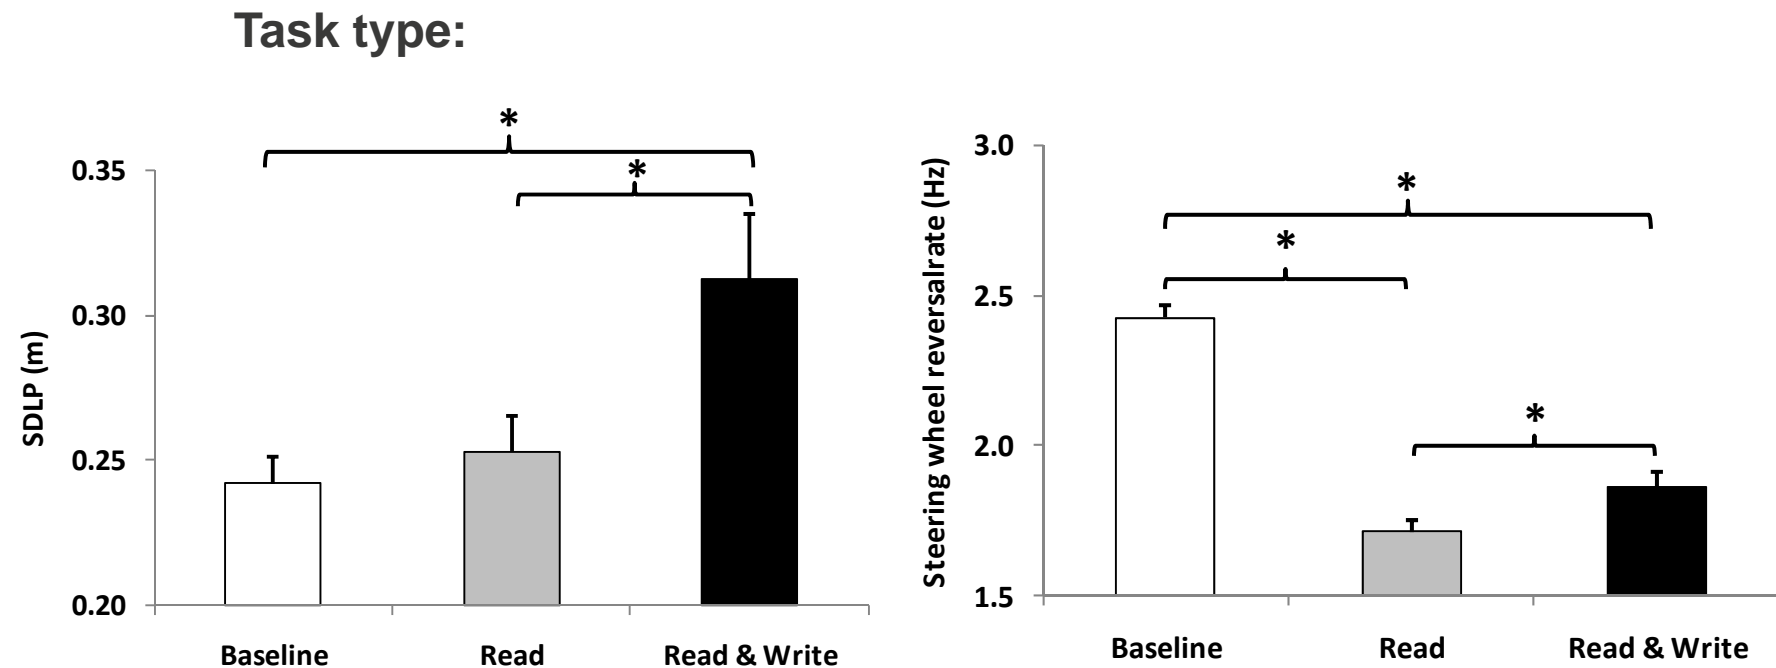 Task type:
*
*
0.35
0.30
0.25
0.20
SDLP (m)
Baseline Read Read & Write
*
*
*
3.0
2.5
2.0
1.5
Steering wheel reversalrate (Hz)
Baseline Read Read & Write